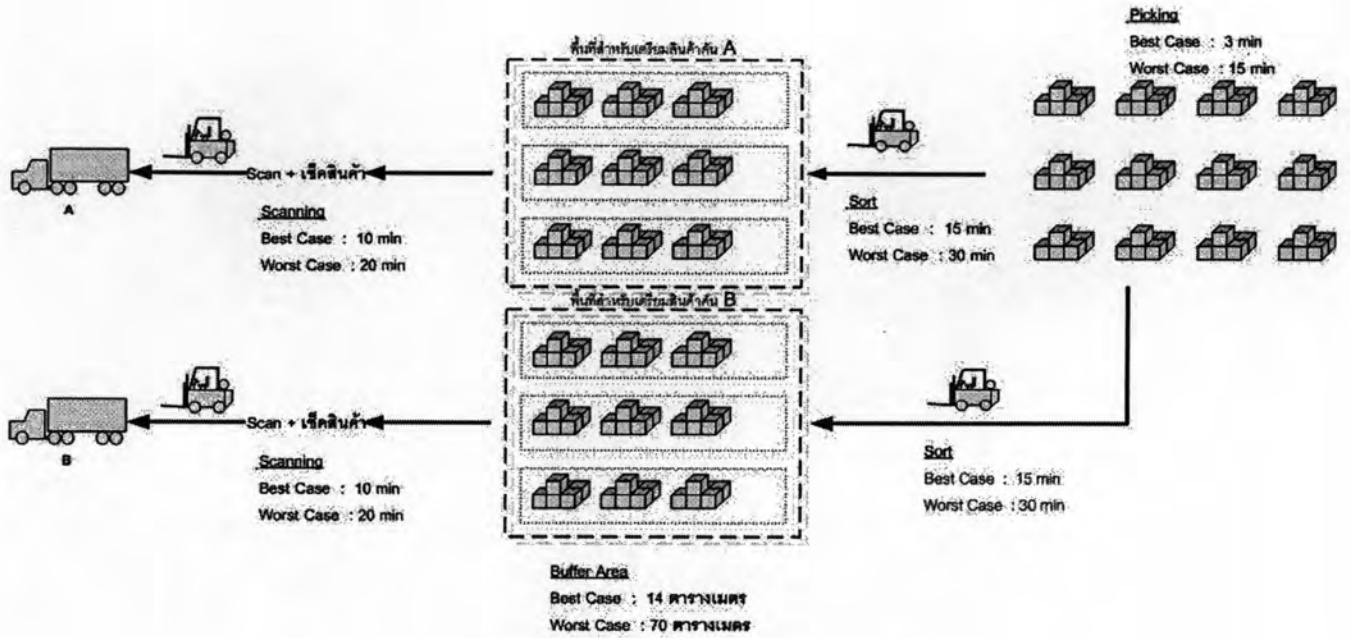 Picking
Best Case : 3 min
Worst Case : 15 min
พื้นที่สำหรับเตรียมสินค้าคัน A
Scan + เช็คสินค้า
A
Scanning
Best Case : 10 min
Worst Case : 20 min
Sort
Best Case : 15 min
Worst Case : 30 min
พื้นที่สำหรับเตรียมสินค้าคัน B
Scan + เช็คสินค้า
B
Scanning
Best Case : 10 min
Worst Case : 20 min
Sort
Best Case : 15 min
Worst Case : 30 min
Buffer Area
Best Case : 14 ตารางเมตร
Worst Case : 70 ตารางเมตร